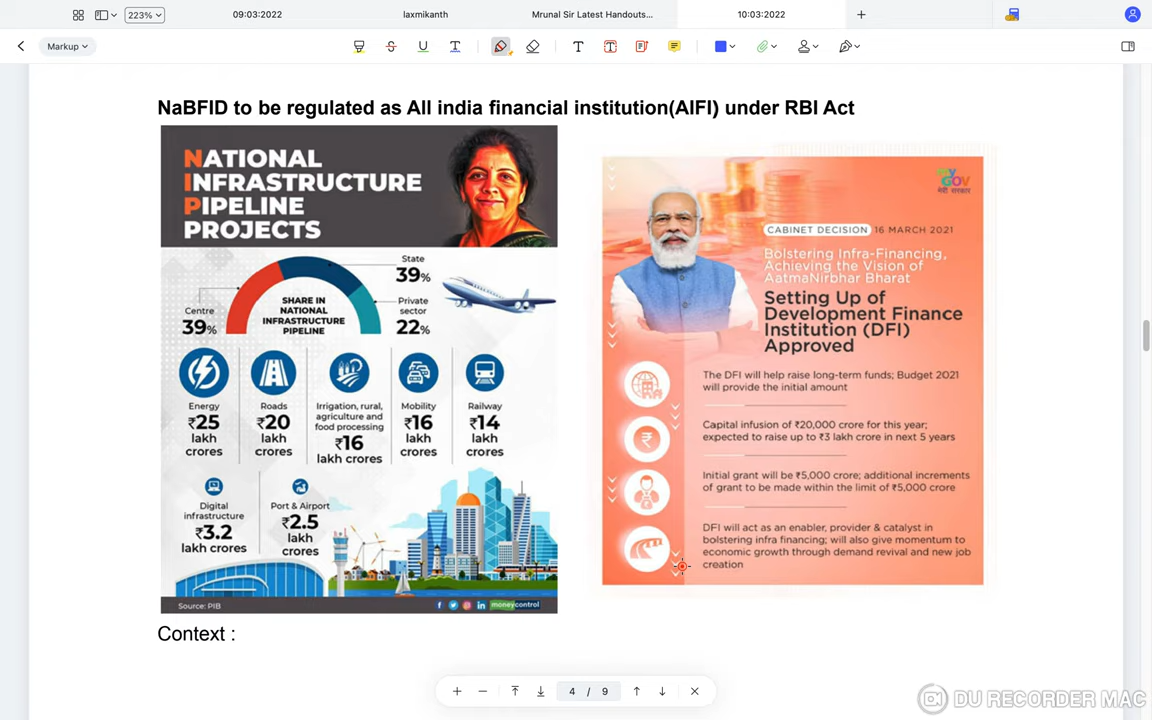 223%
09:03:2022
laxmikanth
Mrunal Sir Latest Handouts...
10:03:2022
Markup
NaBFID to be regulated as All india financial institution(AIFI) under RBI Act
NATIONAL
INFRASTRUCTURE
PIPELINE
PROJECTS
State
39%
Centre
39%
SHARE IN
NATIONAL
INFRASTRUCTURE
PIPELINE
Private
sector
22%
Energy
₹25
lakh
crores
Roads
₹20
lakh
crores
Irrigation, rural,
agriculture and
food processing
₹16
lakh crores
Mobility
₹16
lakh
crores
Railway
₹14
lakh
crores
Digital
infrastructure
₹3.2
lakh crores
Port & Airport
₹2.5
lakh
crores
Source: PIB
moneycontrol
my
GOV
मेरी सरकार
CABINET DECISION 16 MARCH 2021
Bolstering Infra-Financing,
Achieving the Vision of
AatmaNirbhar Bharat
Setting Up of
Development Finance
Institution (DFI)
Approved
The DFI will help raise long-term funds; Budget 2021
will provide the initial amount
Capital infusion of ₹20,000 crore for this year;
expected to raise up to ₹3 lakh crore in next 5 years
Initial grant will be ₹5,000 crore; additional increments
of grant to be made within the limit of ₹5,000 crore
DFI will act as an enabler, provider & catalyst in
bolstering infra financing; will also give momentum to
economic growth through demand revival and new job
creation
Context :
4 / 9
DU RECORDER MAC